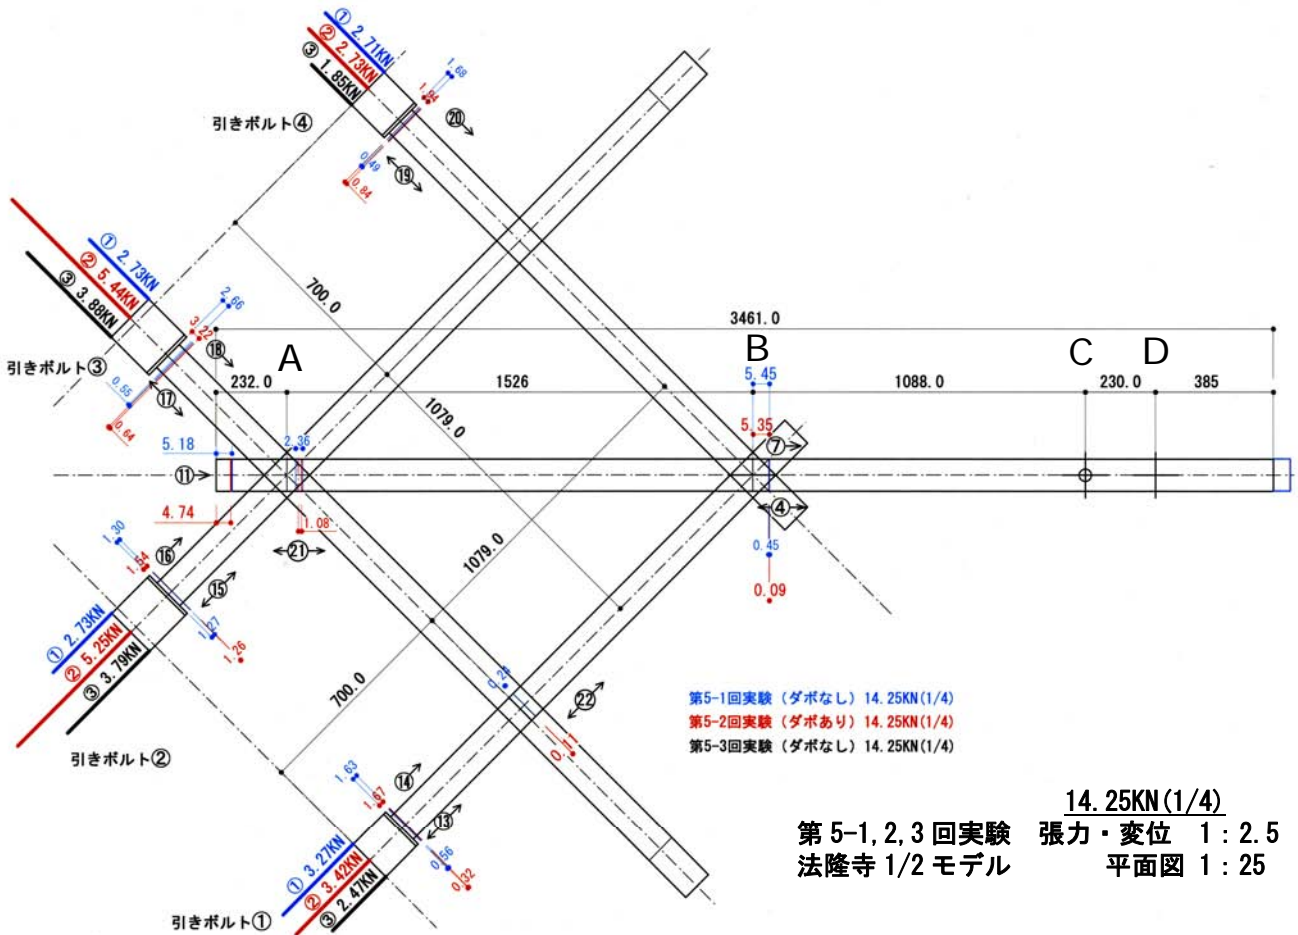 ① 2.71KN
② 2.73KN
③ 1.85KN
1.68
1.94
引きボルト④
⑳
0.49
0.84
⑲
① 2.73KN
② 5.44KN
③ 3.88KN
引きボルト③
2.66
3.22
⑱
0.55
0.64
⑰
700.0
3461.0
A
B
C
D
232.0
1526
5.45
1088.0
230.0
385
1079.0
5.35
5.18
2.36
⑦
⑪
4.74
1.08
④
㉑
0.45
0.09
1.30
1.54
⑯
⑮
1079.0
1.27
1.26
① 2.73KN
② 5.25KN
③ 3.79KN
引きボルト②
700.0
0.24
㉒
0.11
第5-1回実験（ダボなし）14.25KN(1/4)
第5-2回実験（ダボあり）14.25KN(1/4)
第5-3回実験（ダボなし）14.25KN(1/4)
1.63
1.67
⑭
⑬
0.56
0.32
① 3.27KN
② 3.42KN
③ 2.47KN
引きボルト①
14.25KN(1/4)
第 5-1,2,3 回実験 張力・変位 1：2.5
法隆寺 1/2 モデル 平面図 1：25